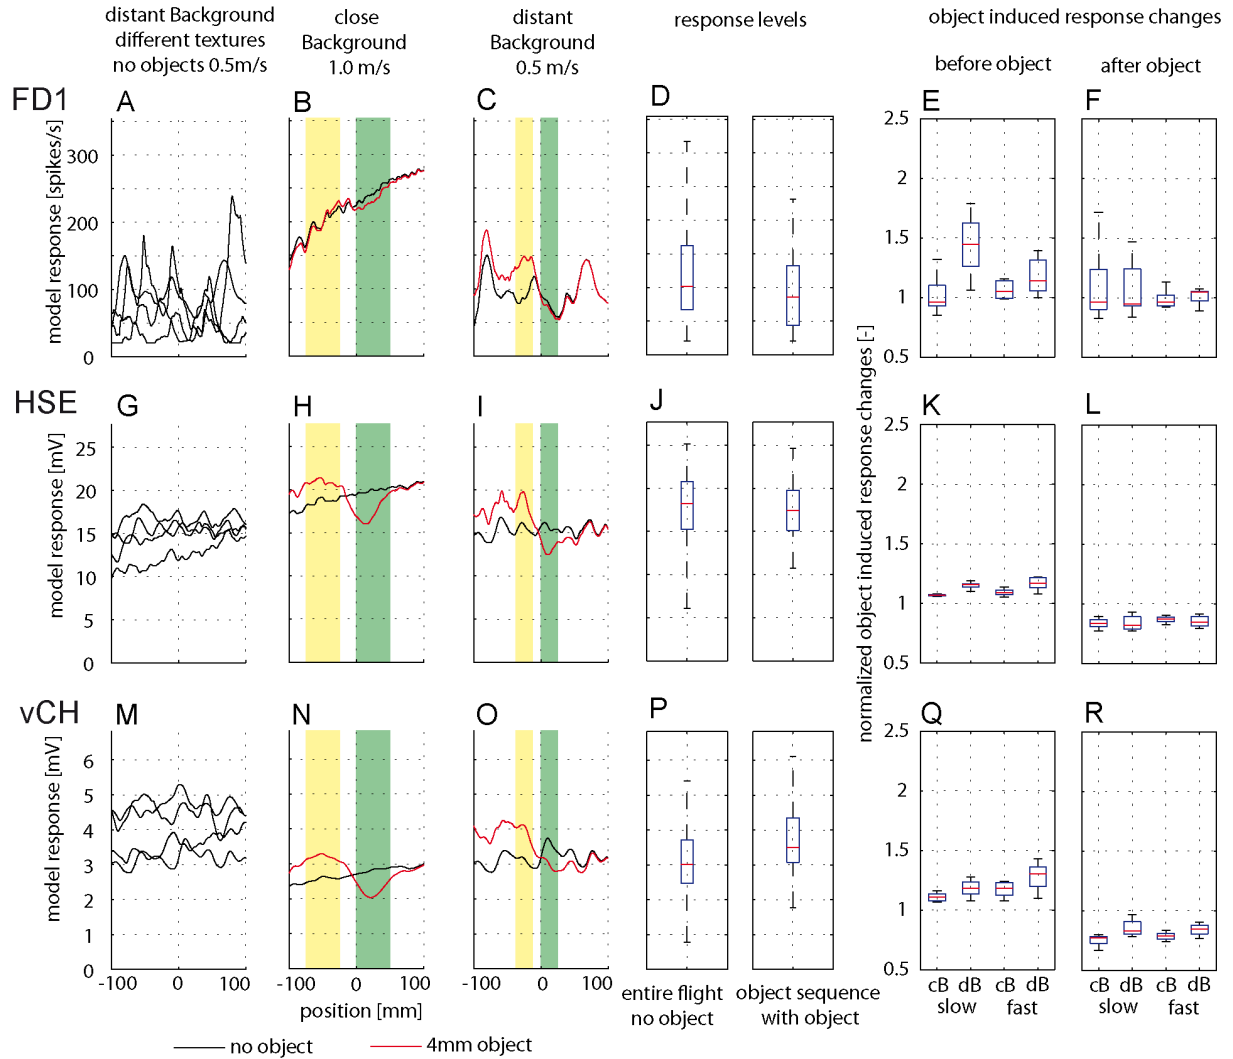 distant Background
different textures
no objects 0.5m/s
close
Background
1.0 m/s
distant
Background
0.5 m/s
response levels
object induced response changes
before object
after object
FD1
A
B
C
D
E
F
model response [spikes/s]
300
200
100
0
2.5
2
1.5
1
0.5
HSE
G
H
I
J
K
L
model response [mV]
25
20
15
10
5
0
normalized object induced response changes [-]
2.5
2
1.5
1
0.5
vCH
M
N
O
P
Q
R
model response [mV]
6
5
4
3
2
1
0
2.5
2
1.5
1
0.5
-100 0 100
-100 0 100
-100 0 100
position [mm]
entire flight
no object
object sequence
with object
cB dB cB dB
slow fast
cB dB cB dB
slow fast
no object
4mm object